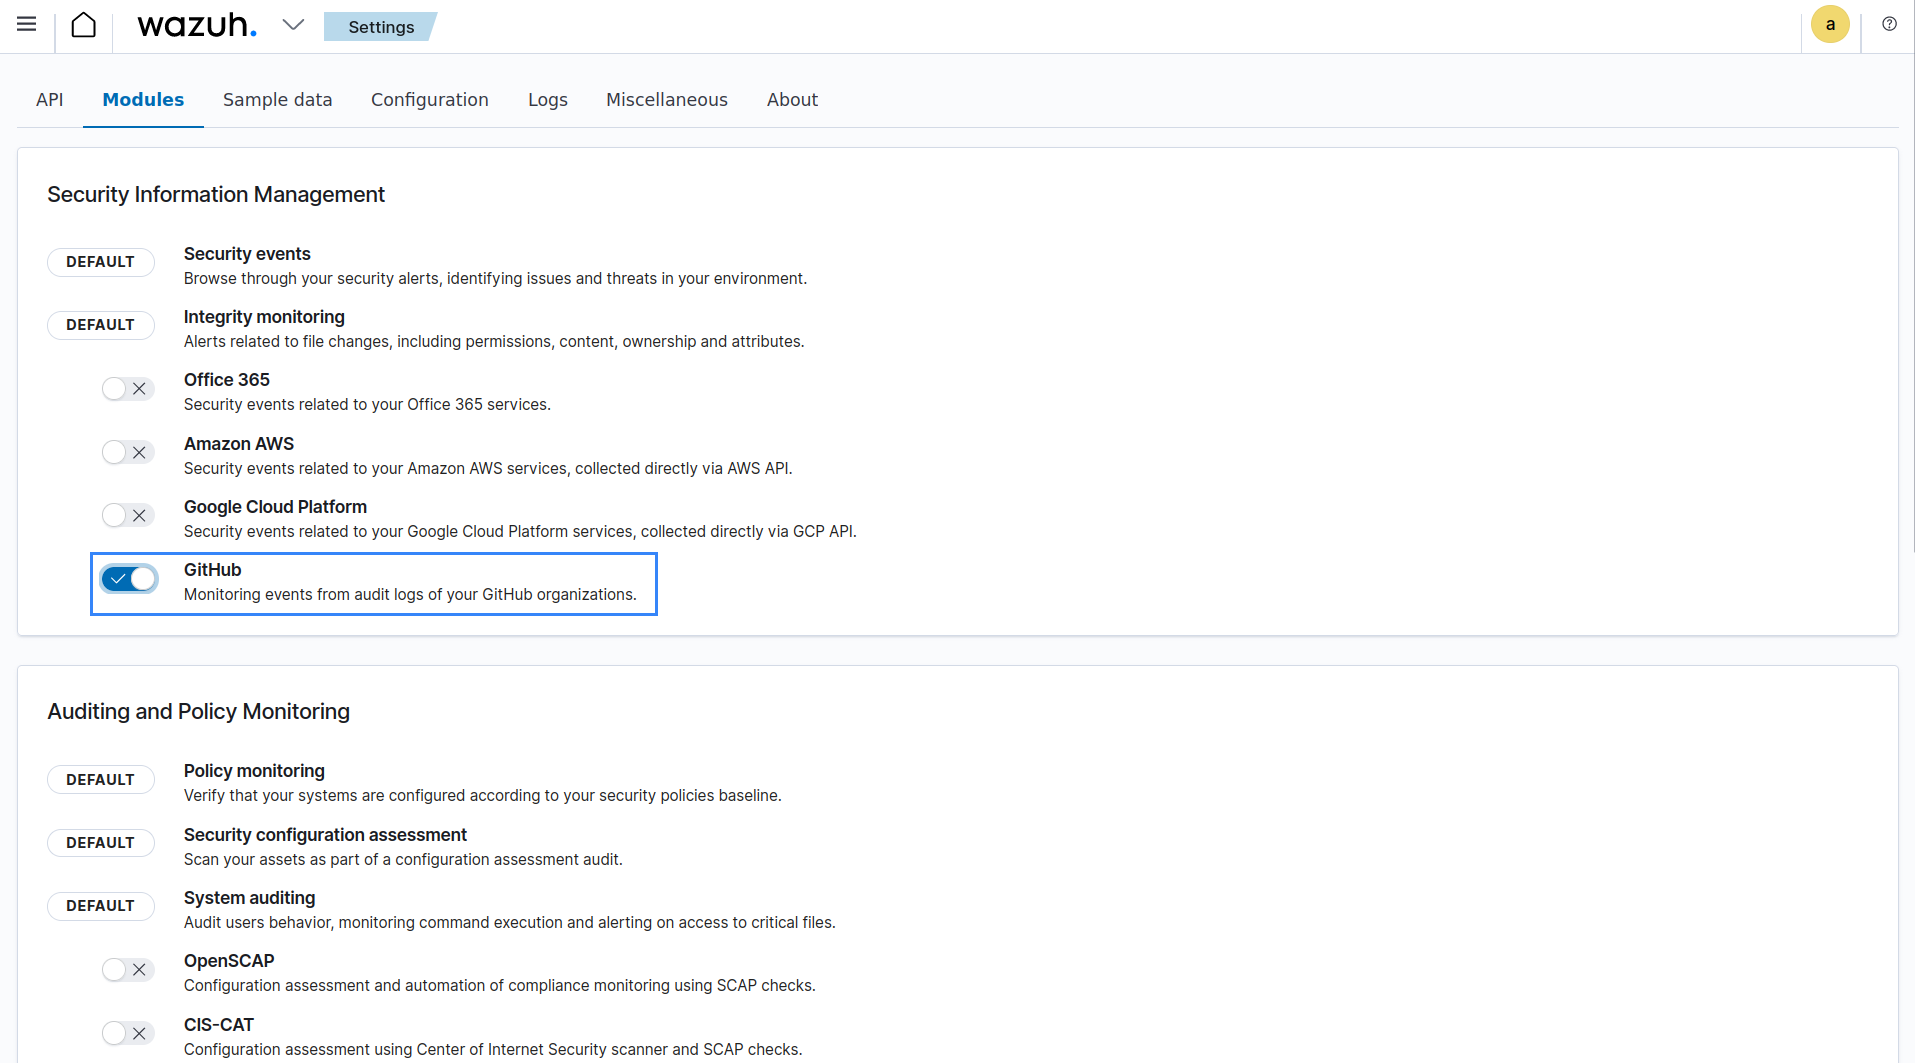 wazuh.
Settings
a
API
Modules
Sample data
Configuration
Logs
Miscellaneous
About
Security Information Management
DEFAULT
Security events
Browse through your security alerts, identifying issues and threats in your environment.
DEFAULT
Integrity monitoring
Alerts related to file changes, including permissions, content, ownership and attributes.
Office 365
Security events related to your Office 365 services.
Amazon AWS
Security events related to your Amazon AWS services, collected directly via AWS API.
Google Cloud Platform
Security events related to your Google Cloud Platform services, collected directly via GCP API.
GitHub
Monitoring events from audit logs of your GitHub organizations.
Auditing and Policy Monitoring
DEFAULT
Policy monitoring
Verify that your systems are configured according to your security policies baseline.
DEFAULT
Security configuration assessment
Scan your assets as part of a configuration assessment audit.
DEFAULT
System auditing
Audit users behavior, monitoring command execution and alerting on access to critical files.
OpenSCAP
Configuration assessment and automation of compliance monitoring using SCAP checks.
CIS-CAT
Configuration assessment using Center of Internet Security scanner and SCAP checks.